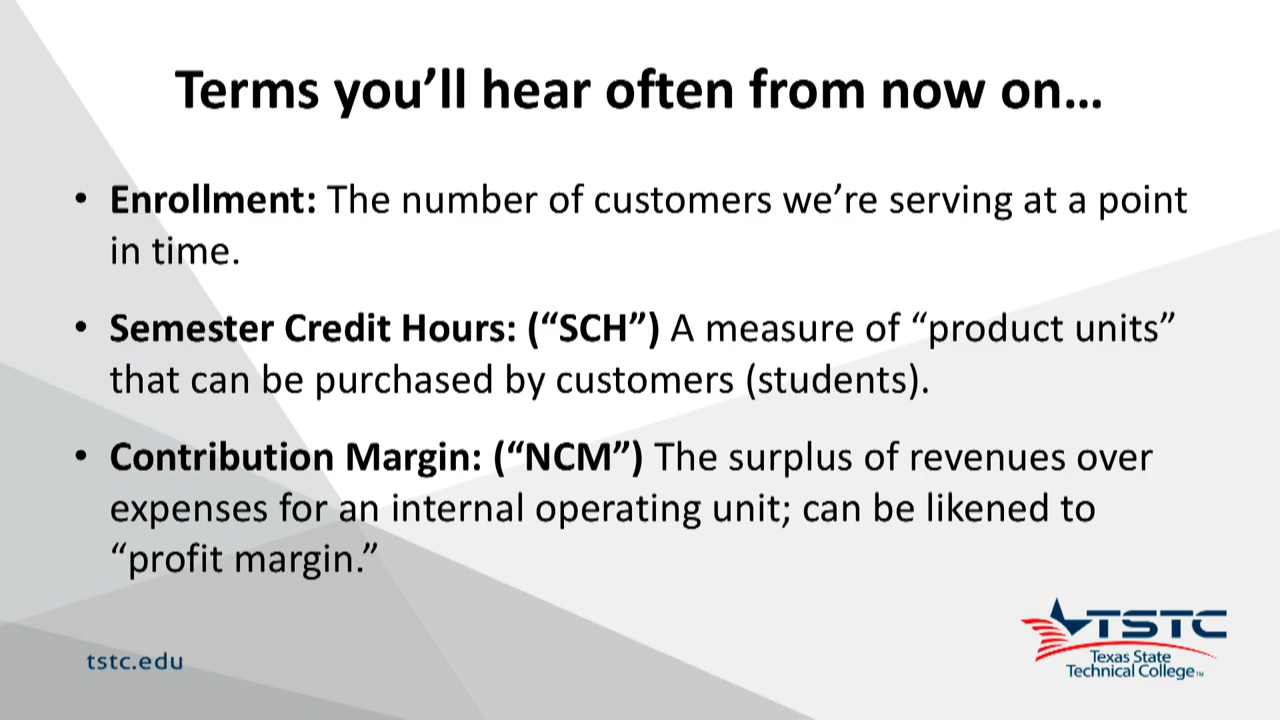 Terms you’ll hear often from now on…
• Enrollment: The number of customers we’re serving at a point
in time.
• Semester Credit Hours: (“SCH”) A measure of “product units”
that can be purchased by customers (students).
• Contribution Margin: (“NCM”) The surplus of revenues over
expenses for an internal operating unit; can be likened to
“profit margin.”
tstc.edu
TSTC
Texas State
Technical College™